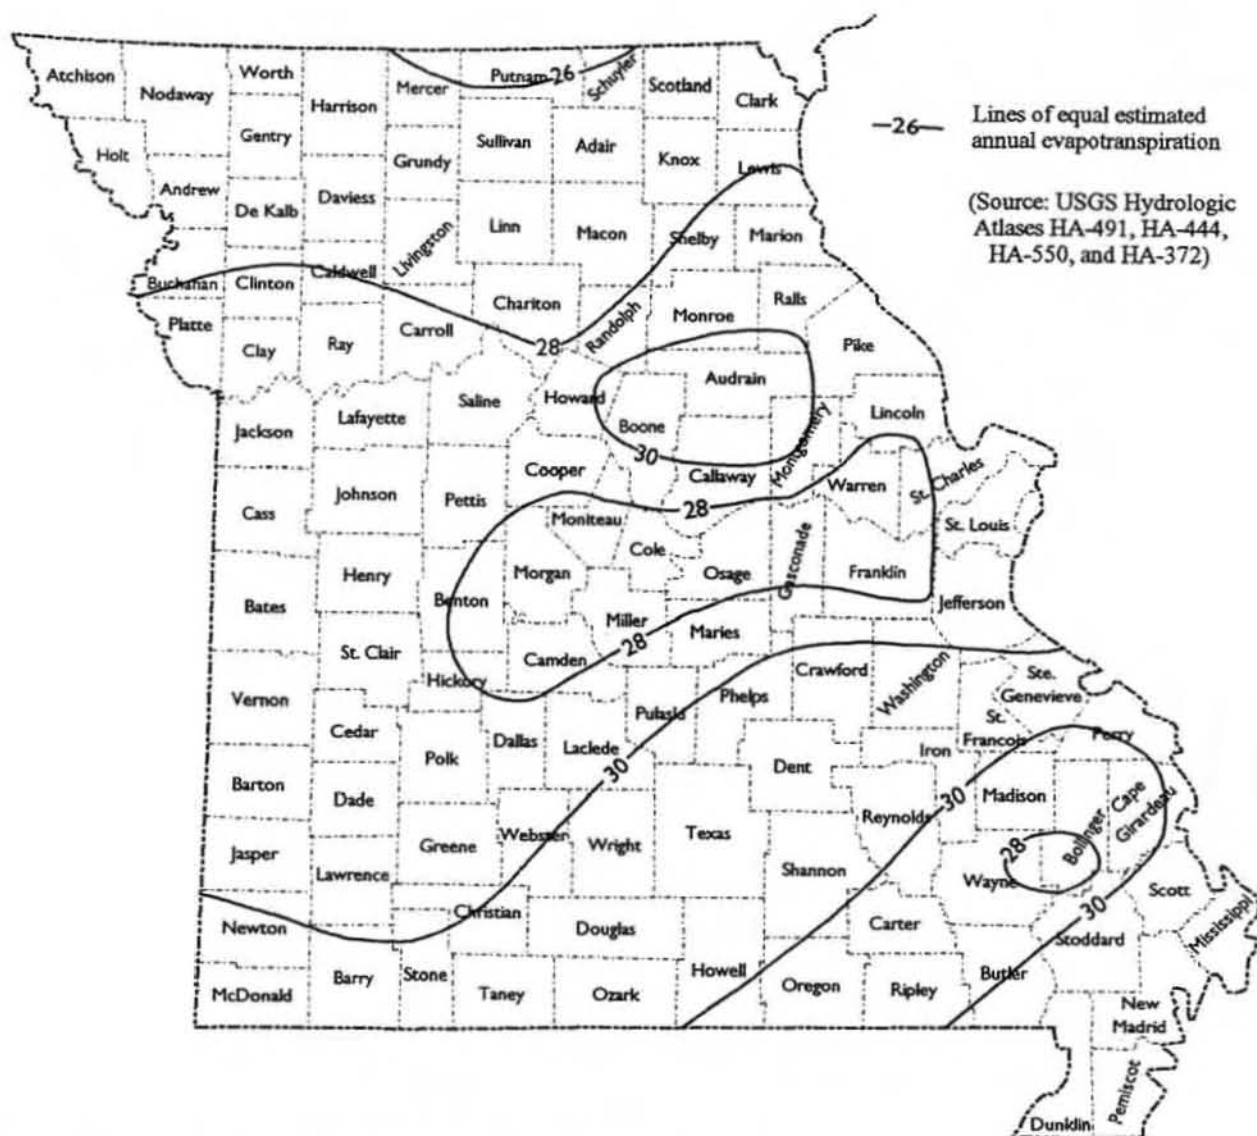 Atchison
Nodaway
Worth
Harrison
Mercer
Putnam
26
Schuyler
Scotland
Clark
—26— Lines of equal estimated
annual evapotranspiration
(Source: USGS Hydrologic
Atlases HA-491, HA-444,
HA-550, and HA-372)
Holt
Andrew
Gentry
De Kalb
Daviess
Grundy
Sullivan
Adair
Knox
Lewis
Livingston
Linn
Macon
Shelby
Marion
Buchanan
Clinton
Caldwell
Chariton
Randolph
Monroe
Ralls
Platte
Clay
Ray
Carroll
28
Pike
Audrain
Saline
Howard
Boone
30
Lincoln
Jackson
Lafayette
Cooper
Callaway
Montgomery
Warren
St. Charles
Johnson
Pettis
Cass
Moniteau
28
St. Louis
Cole
Henry
Morgan
Osage
Gasconade
Franklin
Bates
Benton
Miller
Jefferson
St. Clair
Camden
28
Maries
Hickory
Crawford
Washington
Ste.
Genevieve
Vernon
Pulaski
Phelps
St.
Francois
Perry
Cedar
Polk
Dallas
Laclede
30
Dent
Iron
Barton
Dade
Reynolds
30
Madison
Bollinger
Cape
Girardeau
Jasper
Lawrence
Greene
Webster
Wright
Texas
Shannon
28
Wayne
Scott
Mississippi
Newton
Christian
Douglas
Carter
30
Stoddard
McDonald
Barry
Stone
Taney
Ozark
Howell
Oregon
Ripley
Butler
New
Madrid
Pemiscot
Dunklin